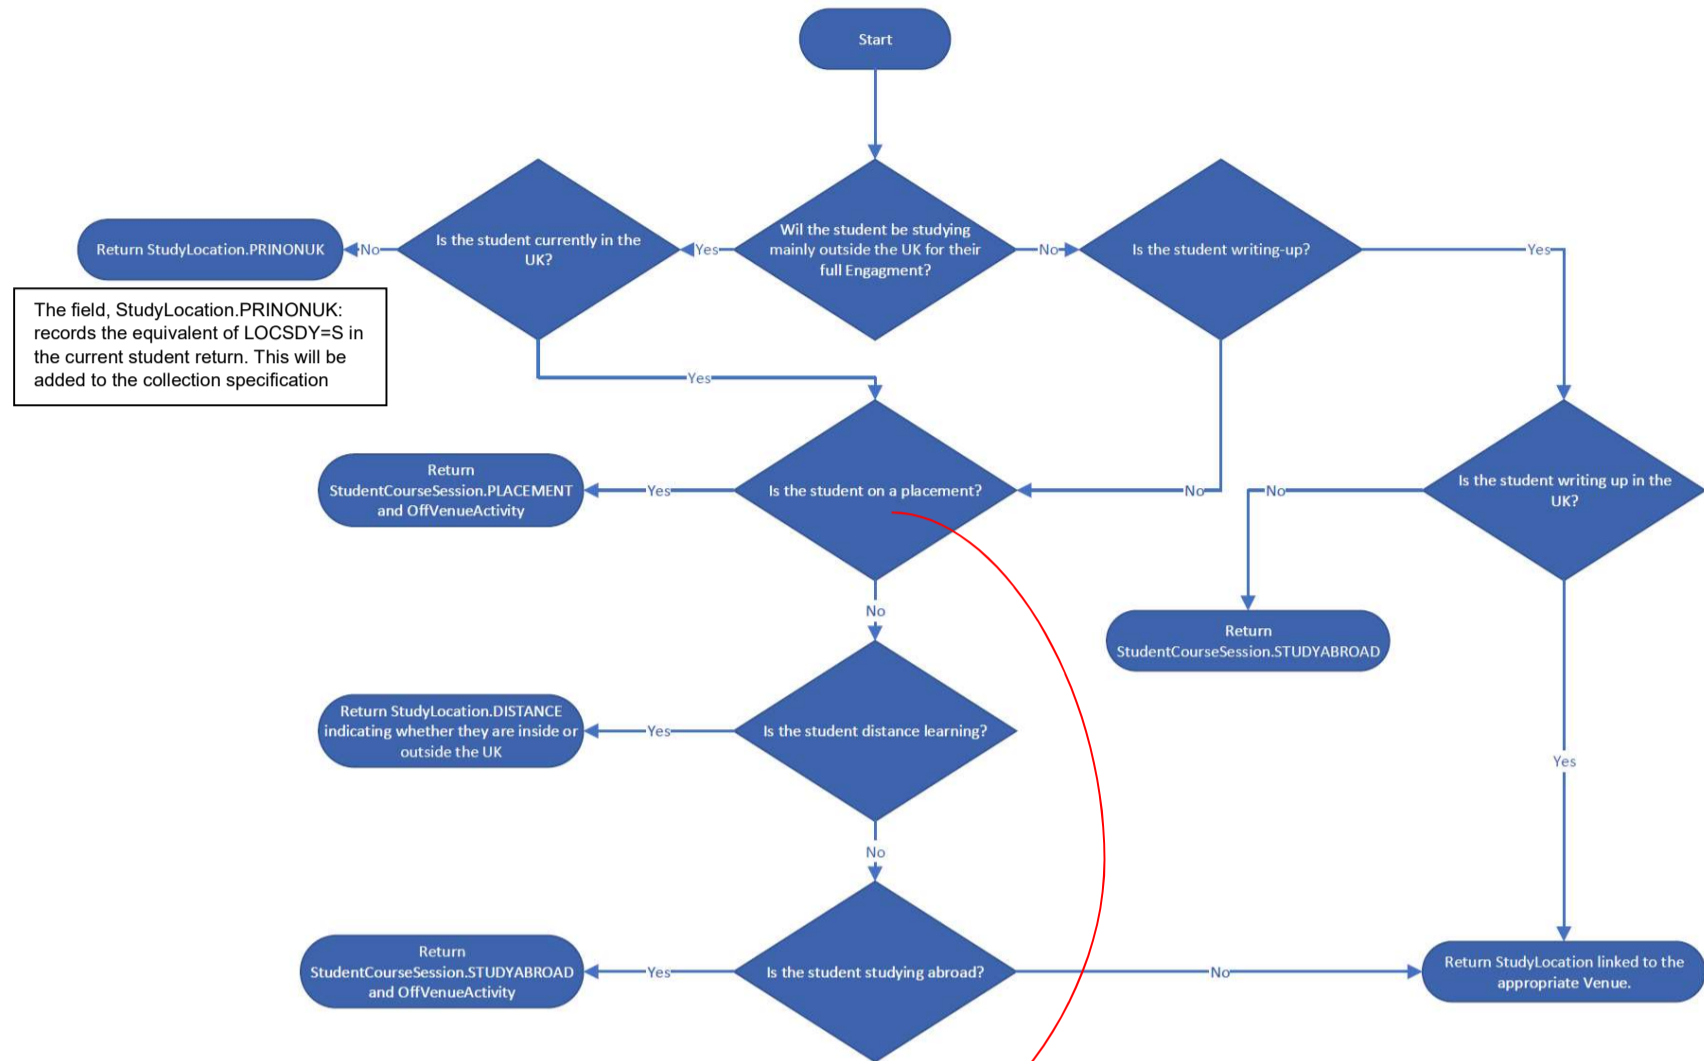 Start
Is the student currently in the
UK?
Wil the student be studying
mainly outside the UK for their
full Engagment?
Is the student writing-up?
Return StudyLocation.PRINONUK
No
Yes
No
Yes
The field, StudyLocation.PRINONUK:
records the equivalent of LOCSDY=S in
the current student return. This will be
added to the collection specification
Yes
Return
StudentCourseSession.PLACEMENT
and OffVenueActivity
Yes
Is the student on a placement?
No
No
Is the student writing up in the
UK?
No
Return
StudentCourseSession.STUDYABROAD
Return StudyLocation.DISTANCE
indicating whether they are inside or
outside the UK
Yes
Is the student distance learning?
Yes
No
Return
StudentCourseSession.STUDYABROAD
and OffVenueActivity
Yes
Is the student studying abroad?
No
Return StudyLocation linked to the
appropriate Venue.